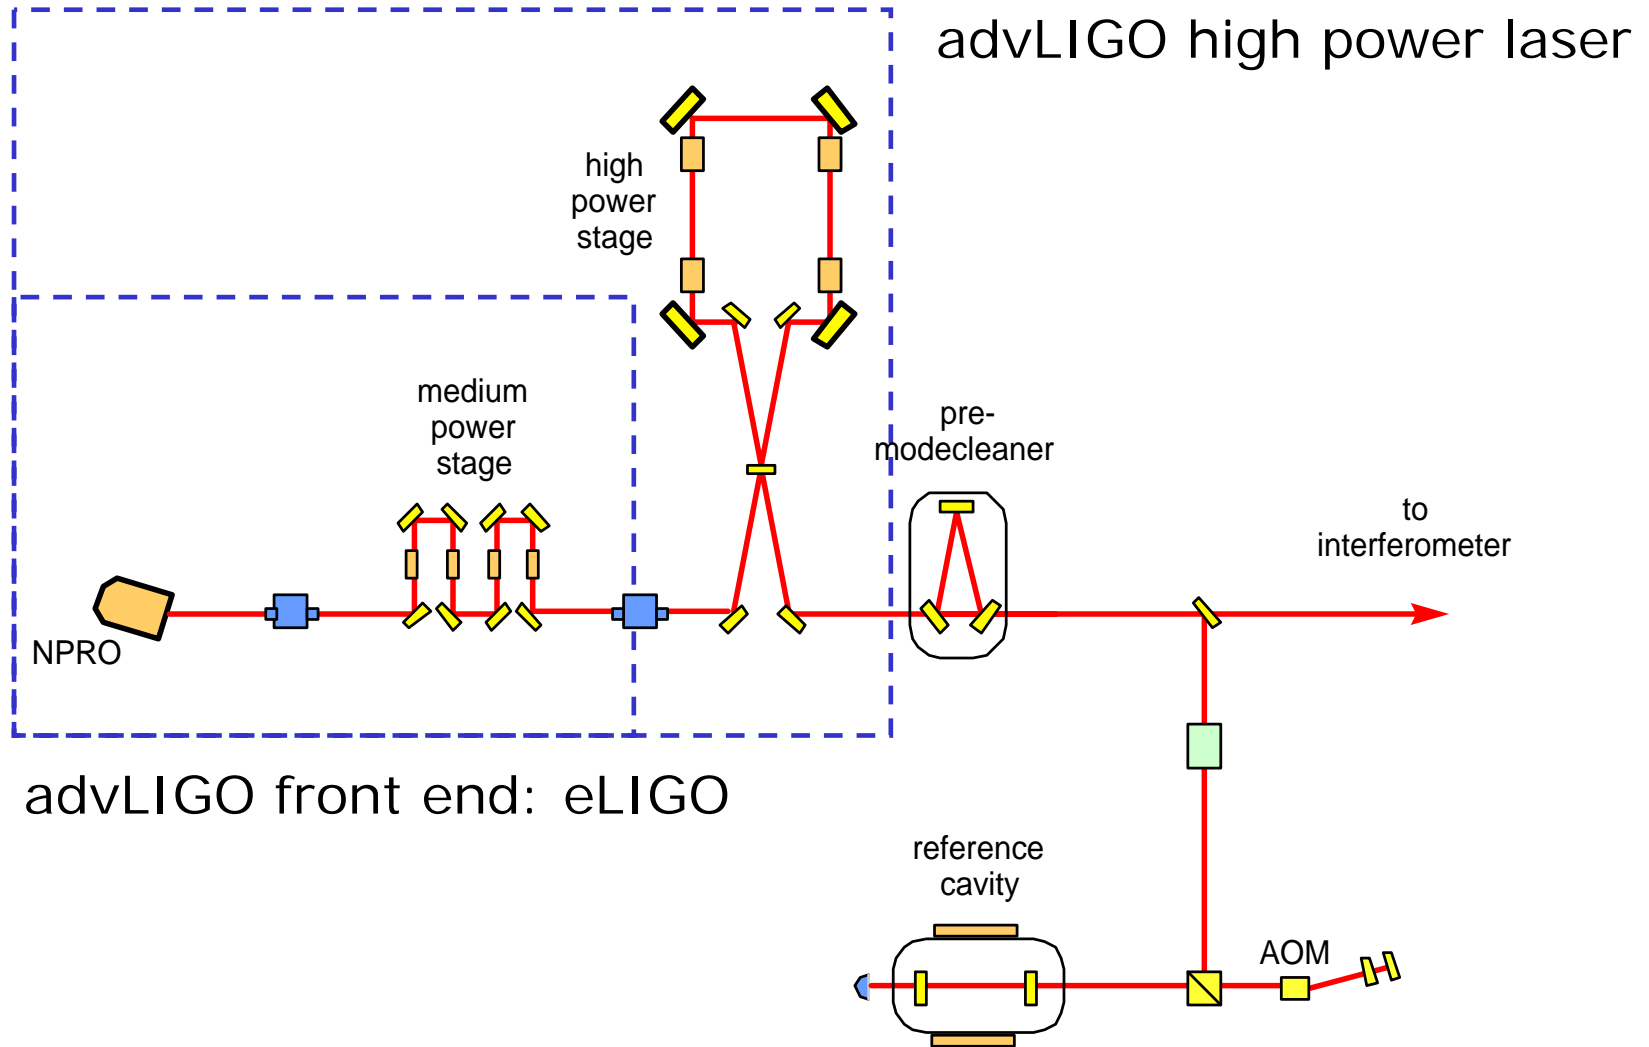 advLIGO high power laser
high
power
stage
medium
power
stage
pre-
modecleaner
to
interferometer
NPRO
advLIGO front end: eLIGO
reference
cavity
AOM